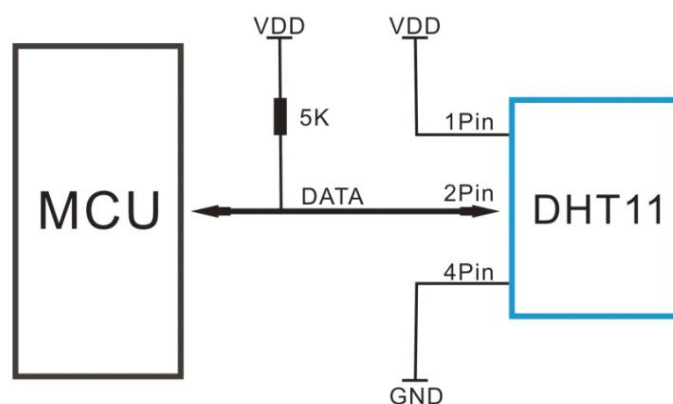 VDD
VDD
5K
1Pin
MCU
DATA
2Pin
DHT11
4Pin
GND